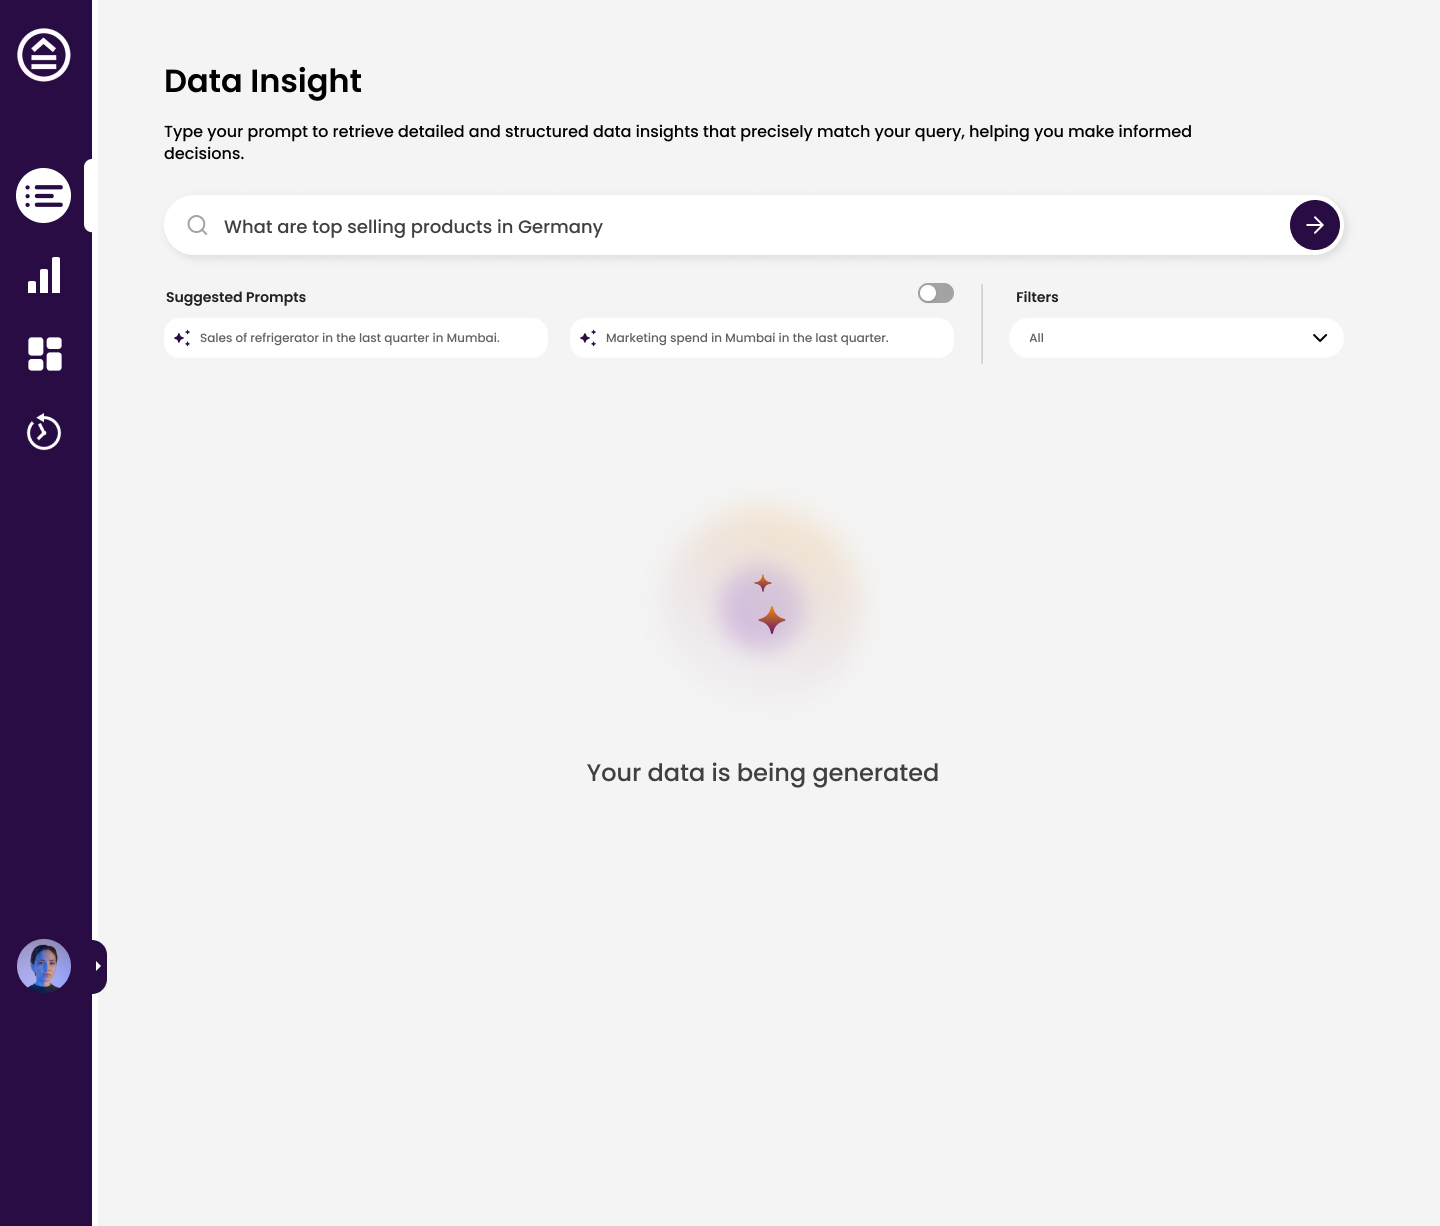 Data Insight
Type your prompt to retrieve detailed and structured data insights that precisely match your query, helping you make informed
decisions.
What are top selling products in Germany
Suggested Prompts
Filters
Sales of refrigerator in the last quarter in Mumbai.
Marketing spend in Mumbai in the last quarter.
All
Your data is being generated